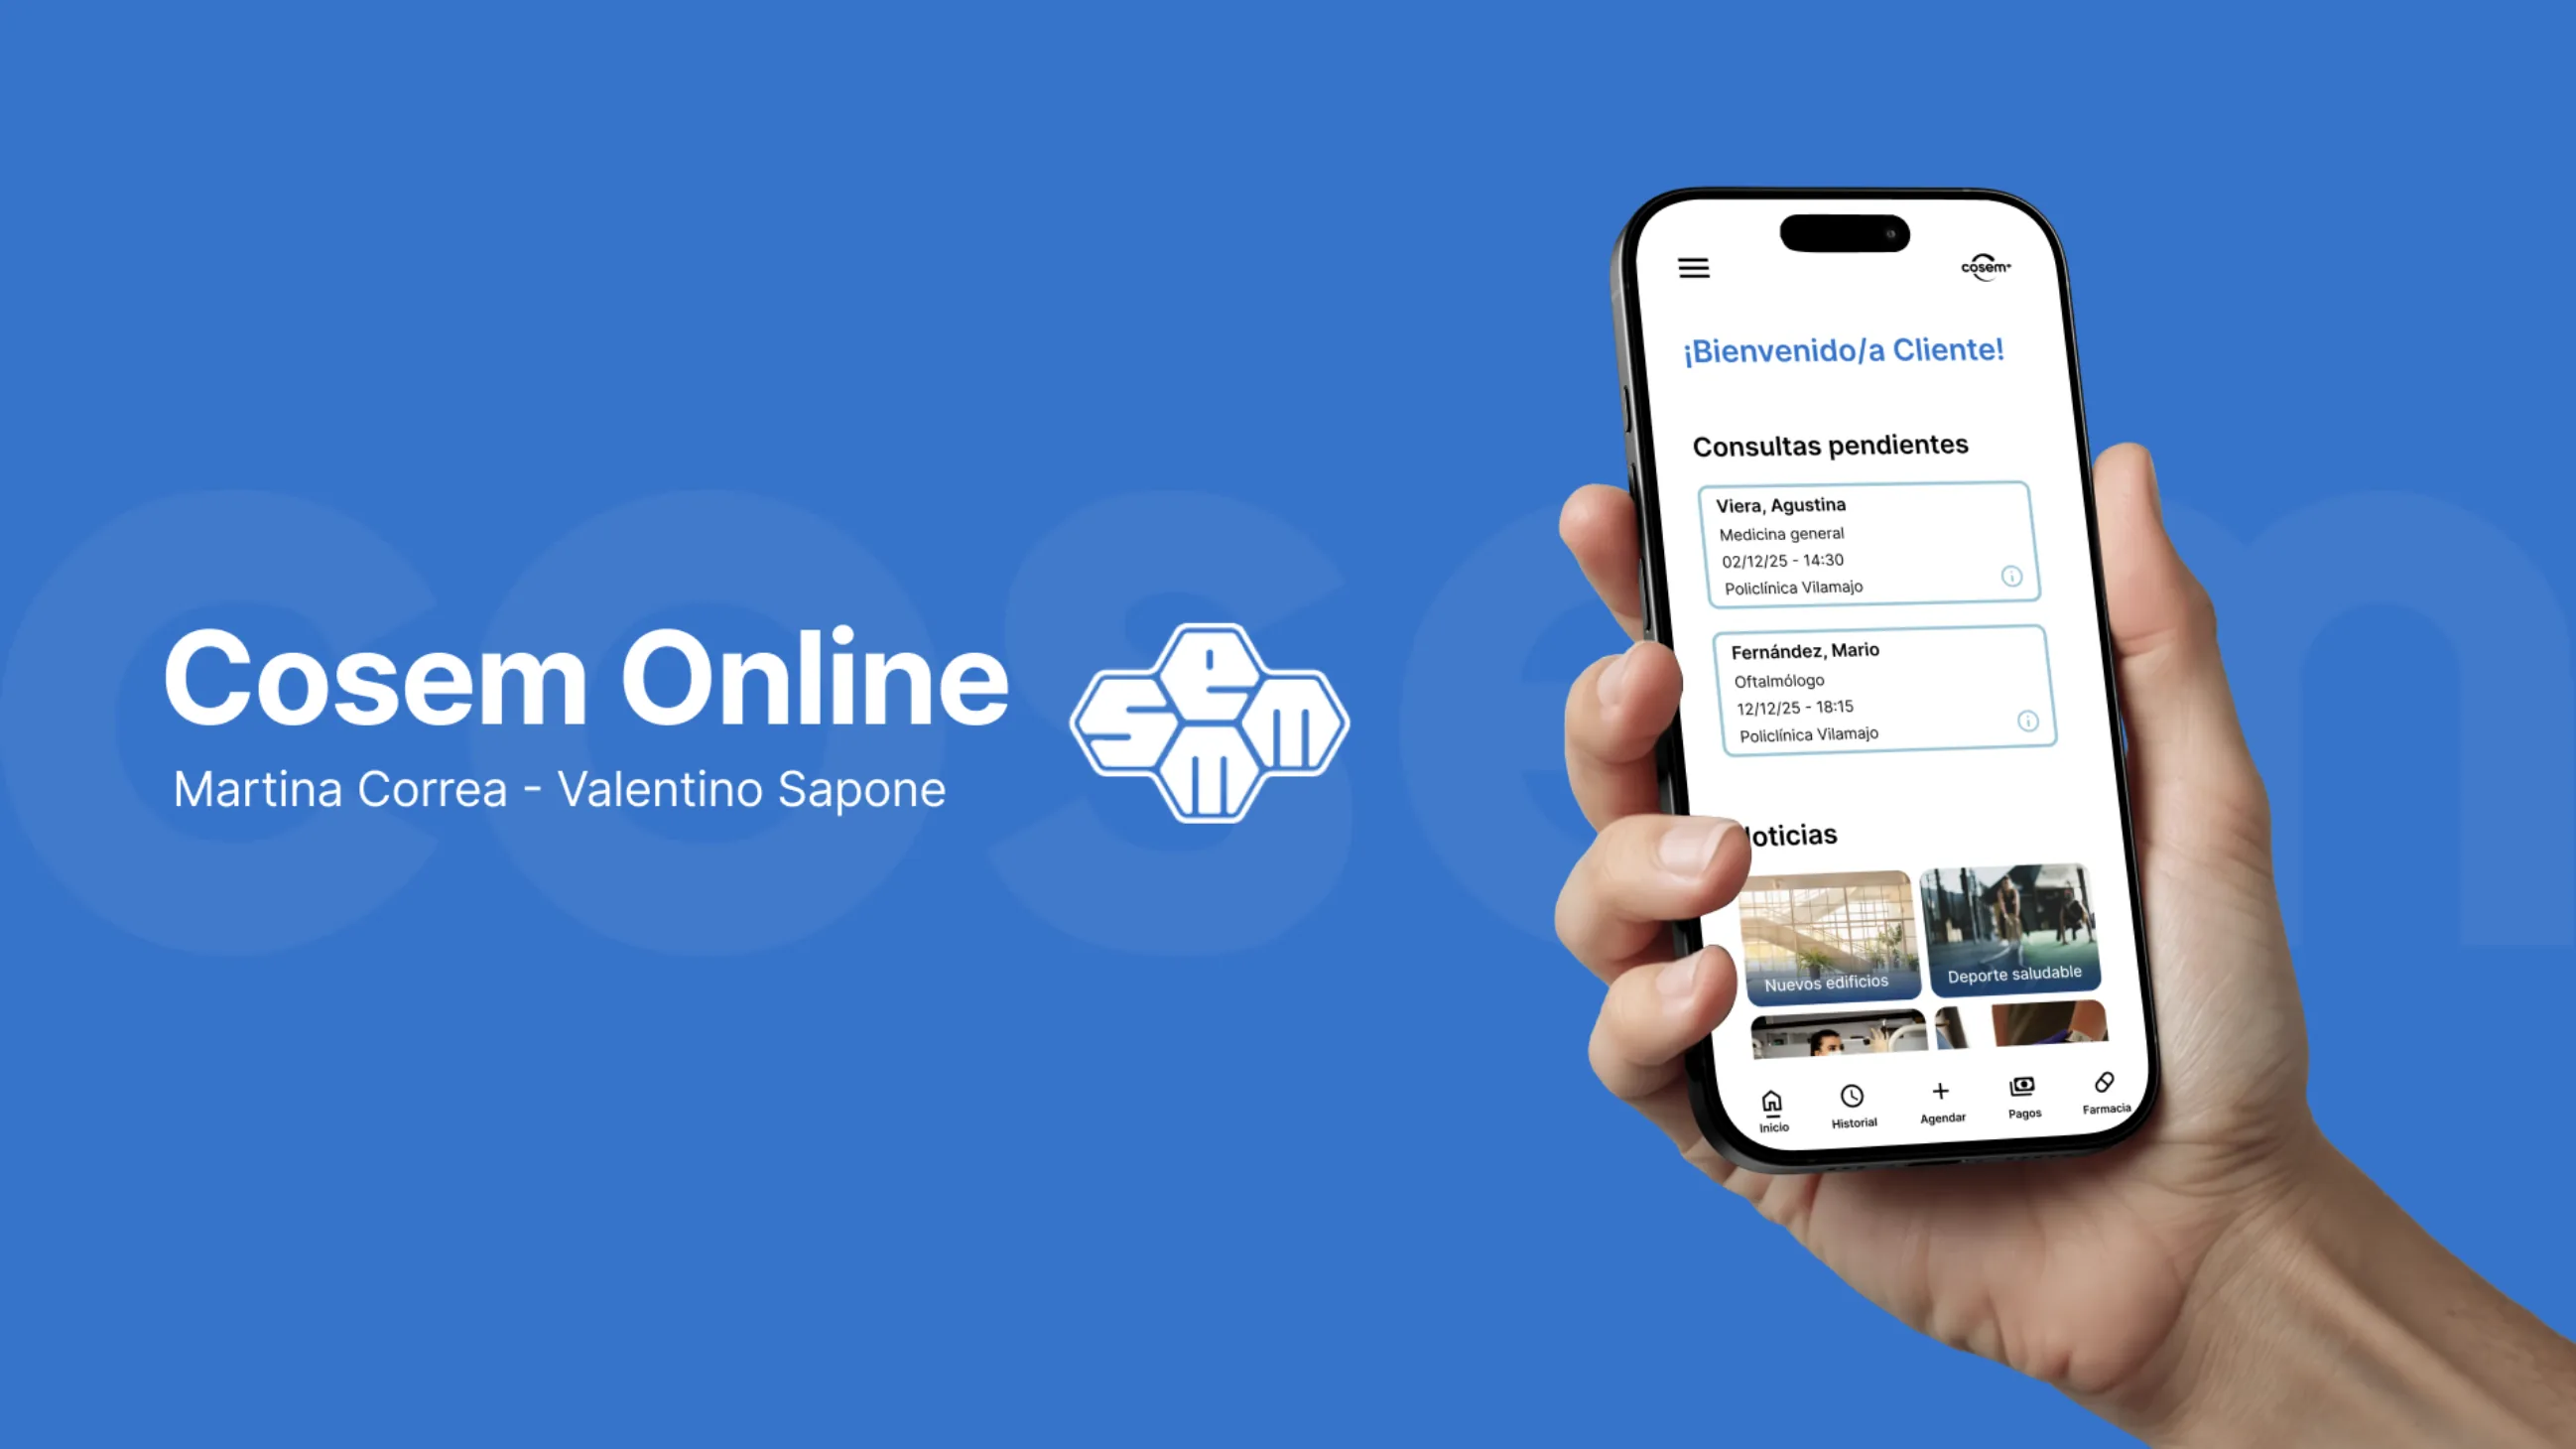 cosem
Cosem Online
Martina Correa - Valentino Sapone
semm
cosem
¡Bienvenido/a Cliente!
Consultas pendientes
Viera, Agustina
Medicina general
02/12/25 - 14:30
Policlínica Vilamajo
Fernández, Mario
Oftalmólogo
12/12/25 - 18:15
Policlínica Vilamajo
oticias
Nuevos edificios
Deporte saludable
Inicio
Historial
Agendar
Pagos
Farmacia